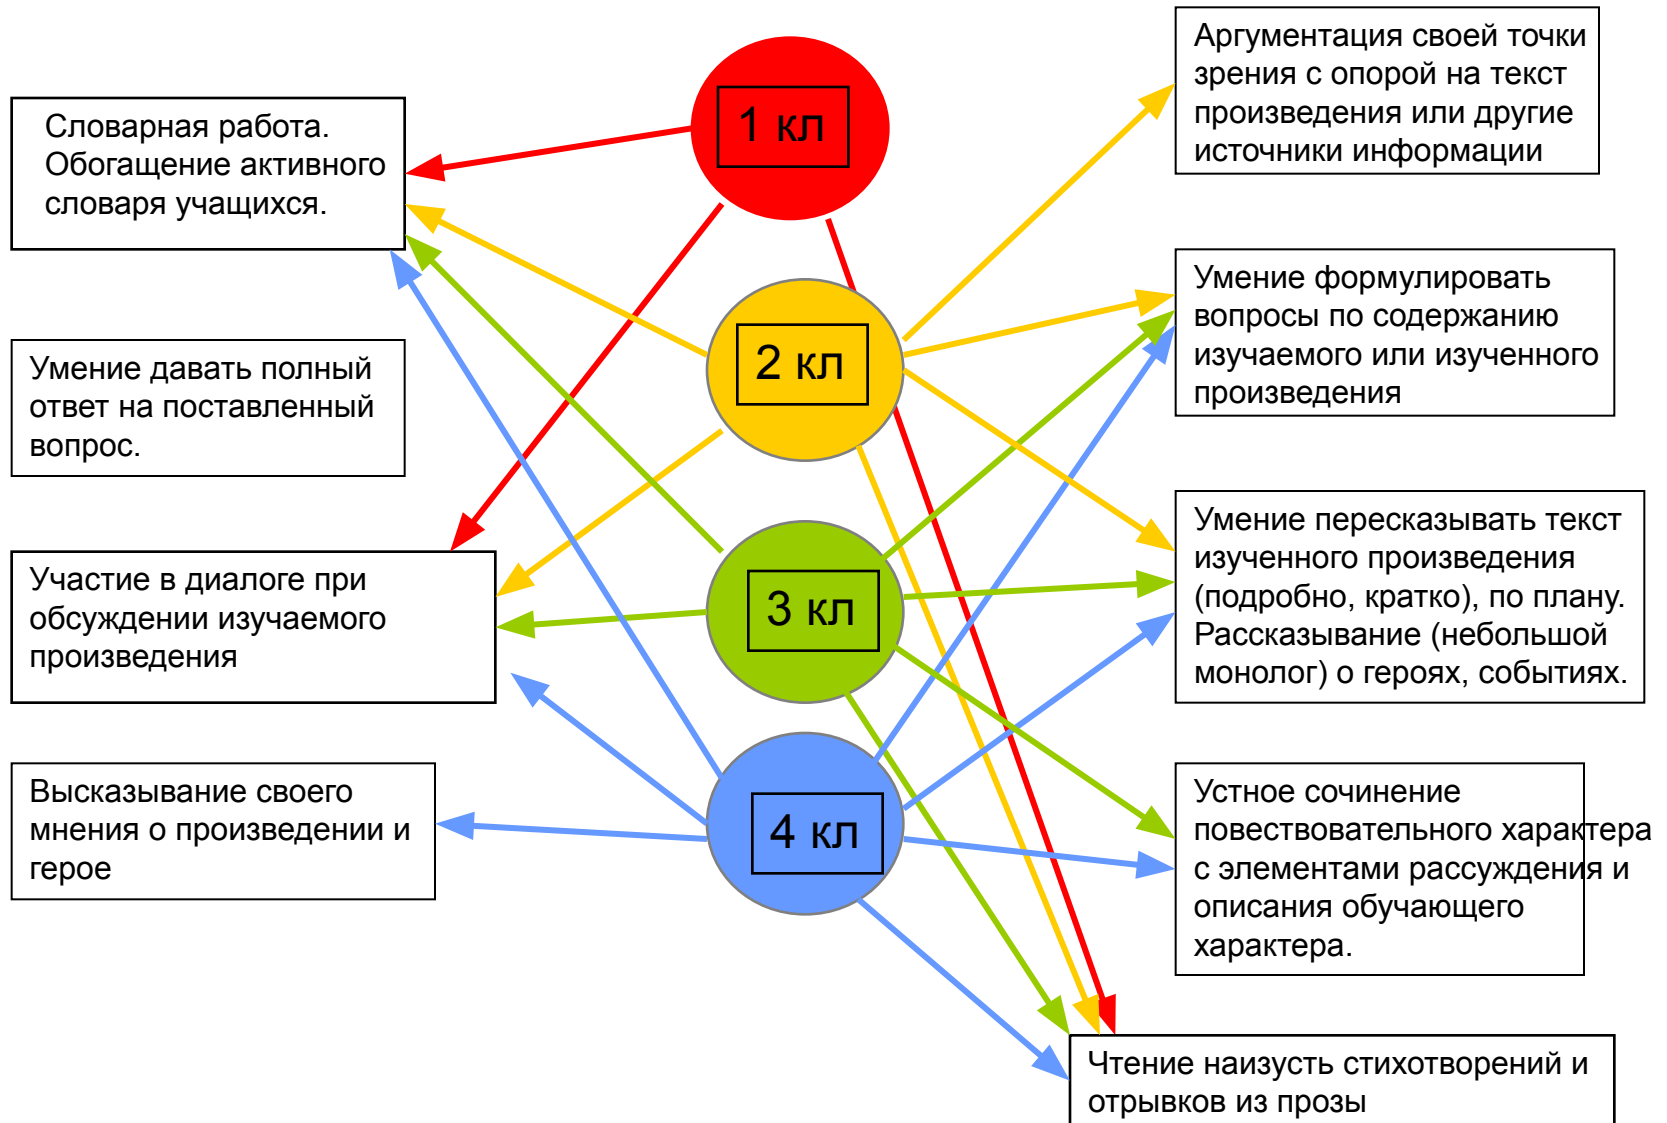 Словарная работа.
Обогащение активного
словаря учащихся.
Умение давать полный
ответ на поставленный
вопрос.
Участие в диалоге при
обсуждении изучаемого
произведения
Высказывание своего
мнения о произведении и
герое
1 кл
2 кл
3 кл
4 кл
Аргументация своей точки
зрения с опорой на текст
произведения или другие
источники информации
Умение формулировать
вопросы по содержанию
изучаемого или изученного
произведения
Умение пересказывать текст
изученного произведения
(подробно, кратко), по плану.
Рассказывание (небольшой
монолог) о героях, событиях.
Устное сочинение
повествовательного характера
с элементами рассуждения и
описания обучающего
характера.
Чтение наизусть стихотворений и
отрывков из прозы